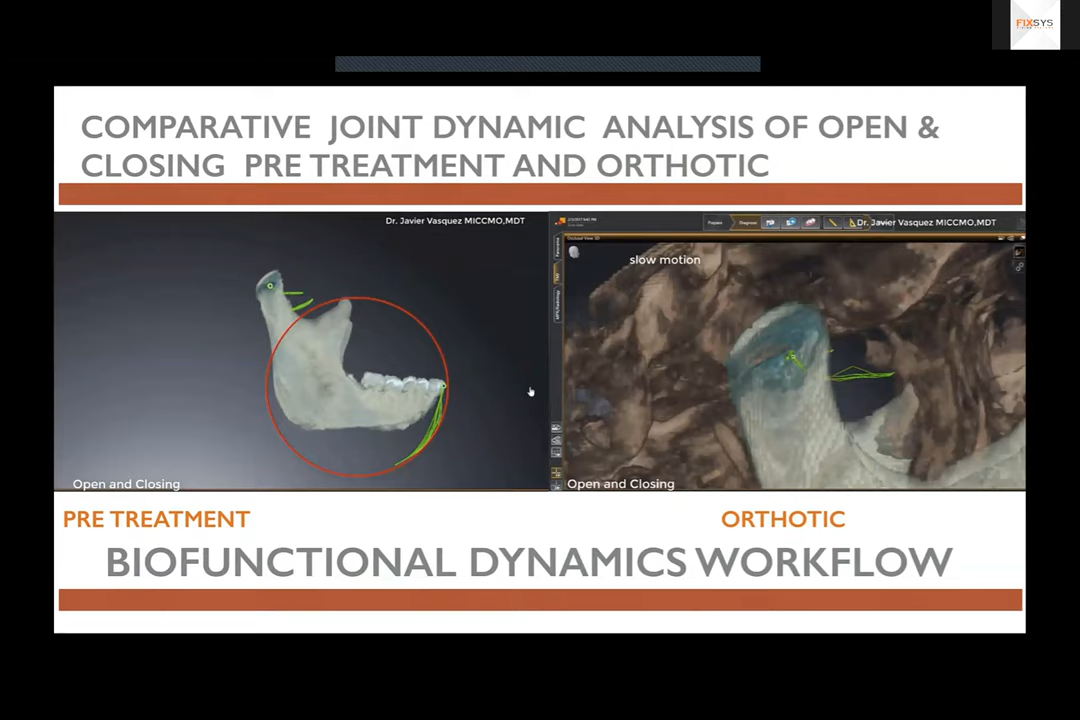 FIXSYS
COMPARATIVE JOINT DYNAMIC ANALYSIS OF OPEN &
CLOSING PRE TREATMENT AND ORTHOTIC
Dr. Javier Vasquez MICCMO,MDT
Dr. Javier Vasquez MICCMO,MDT
slow motion
Open and Closing
Open and Closing
PRE TREATMENT
ORTHOTIC
BIOFUNCTIONAL DYNAMICS WORKFLOW